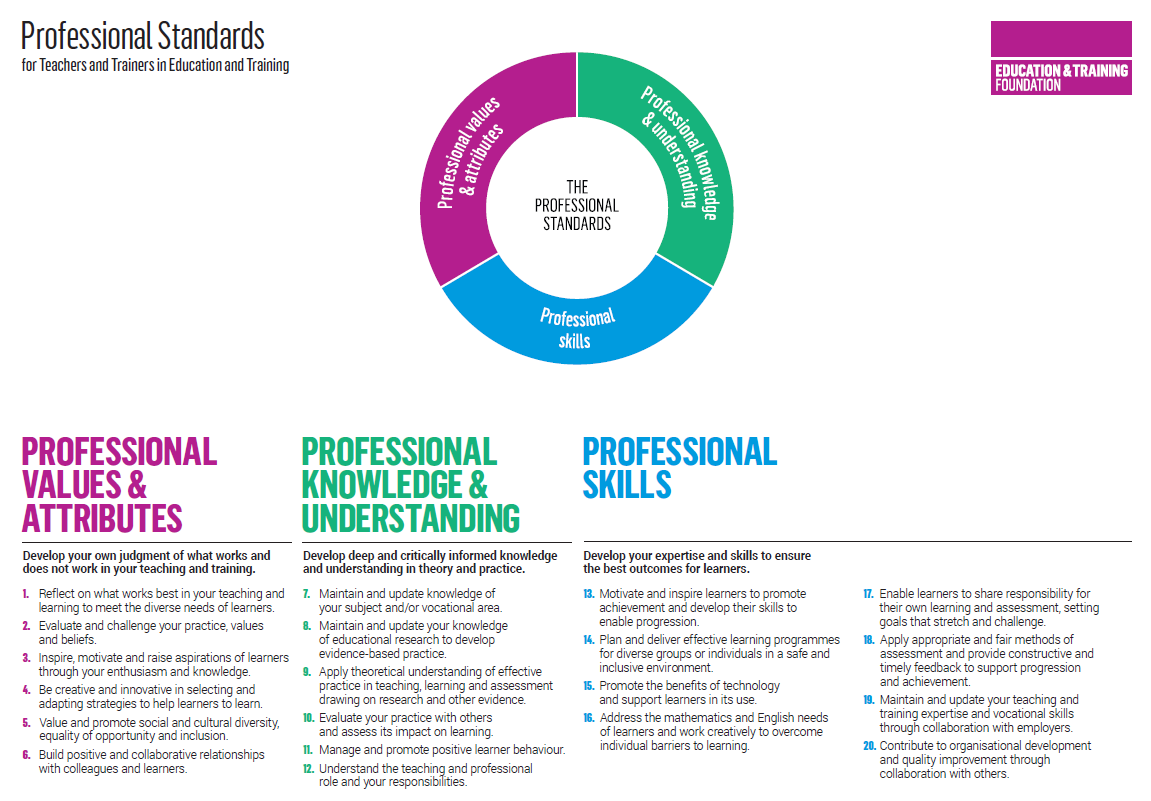 Professional Standards
for Teachers and Trainers in Education and Training
EDUCATION & TRAINING
FOUNDATION
Professional values
& attributes
Professional knowledge
& understanding
THE
PROFESSIONAL
STANDARDS
Professional
skills
PROFESSIONAL
VALUES &
ATTRIBUTES
Develop your own judgment of what works and
does not work in your teaching and training.
1. Reflect on what works best in your teaching and
learning to meet the diverse needs of learners.
2. Evaluate and challenge your practice, values
and beliefs.
3. Inspire, motivate and raise aspirations of learners
through your enthusiasm and knowledge.
4. Be creative and innovative in selecting and
adapting strategies to help learners to learn.
5. Value and promote social and cultural diversity,
equality of opportunity and inclusion.
6. Build positive and collaborative relationships
with colleagues and learners.
PROFESSIONAL
KNOWLEDGE &
UNDERSTANDING
Develop deep and critically informed knowledge
and understanding in theory and practice.
7. Maintain and update knowledge of
your subject and/or vocational area.
8. Maintain and update your knowledge
of educational research to develop
evidence-based practice.
9. Apply theoretical understanding of effective
practice in teaching, learning and assessment
drawing on research and other evidence.
10. Evaluate your practice with others
and assess its impact on learning.
11. Manage and promote positive learner behaviour.
12. Understand the teaching and professional
role and your responsibilities.
PROFESSIONAL
SKILLS
Develop your expertise and skills to ensure
the best outcomes for learners.
13. Motivate and inspire learners to promote
achievement and develop their skills to
enable progression.
14. Plan and deliver effective learning programmes
for diverse groups or individuals in a safe and
inclusive environment.
15. Promote the benefits of technology
and support learners in its use.
16. Address the mathematics and English needs
of learners and work creatively to overcome
individual barriers to learning.
17. Enable learners to share responsibility for
their own learning and assessment, setting
goals that stretch and challenge.
18. Apply appropriate and fair methods of
assessment and provide constructive and
timely feedback to support progression
and achievement.
19. Maintain and update your teaching and
training expertise and vocational skills
through collaboration with employers.
20. Contribute to organisational development
and quality improvement through
collaboration with others.